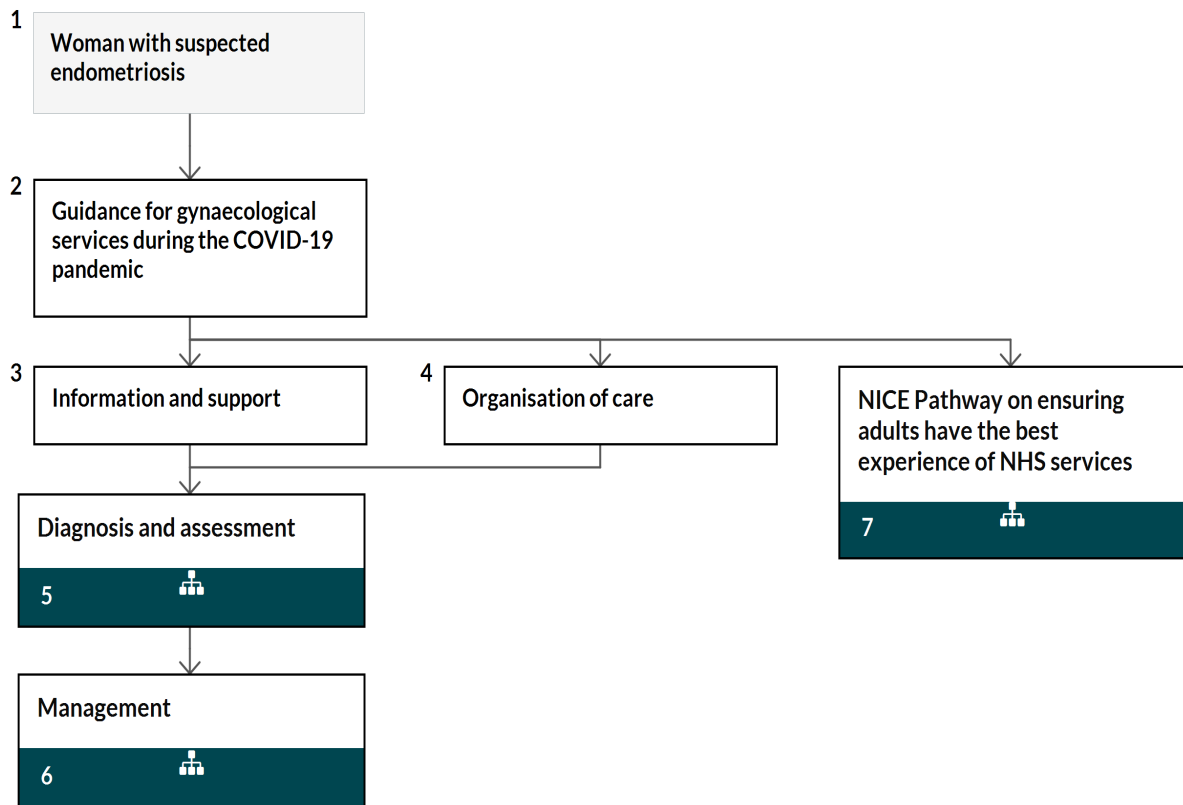 1
Woman with suspected
endometriosis
2
Guidance for gynaecological
services during the COVID-19
pandemic
3
Information and support
4
Organisation of care
NICE Pathway on ensuring
adults have the best
experience of NHS services
7
Diagnosis and assessment
5
Management
6